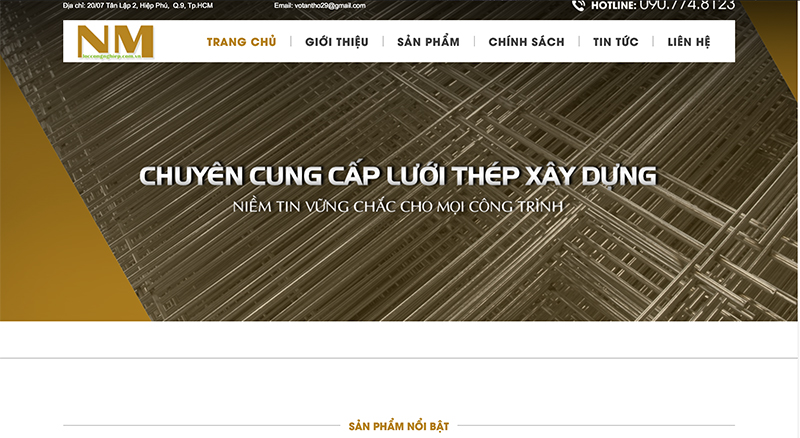 Địa chỉ: 20/07 Tân Lập 2, Hiệp Phú, Q.9, Tp.HCM
Email: votantho29@gmail.com
HOTLINE: 090.774.8123
NM
TRANG CHỦ | GIỚI THIỆU | SẢN PHẨM | CHÍNH SÁCH | TIN TỨC | LIÊN HỆ
CHUYÊN CUNG CẤP LƯỚI THÉP XÂY DỰNG
NIỀM TIN VỮNG CHẮC CHO MỌI CÔNG TRÌNH
SẢN PHẨM NỔI BẬT